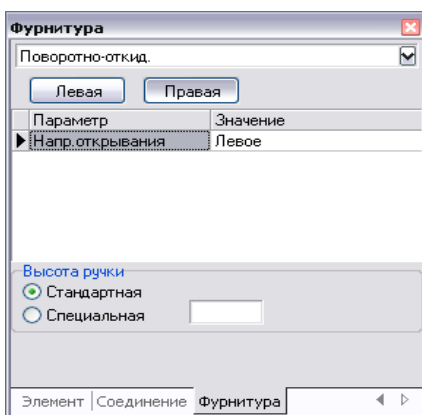 Фурнитура
Поворотно-откид.
Левая Правая
Параметр Значение
Напр.открывания Левое
Высота ручки
Стандартная
Специальная
Элемент Соединение Фурнитура